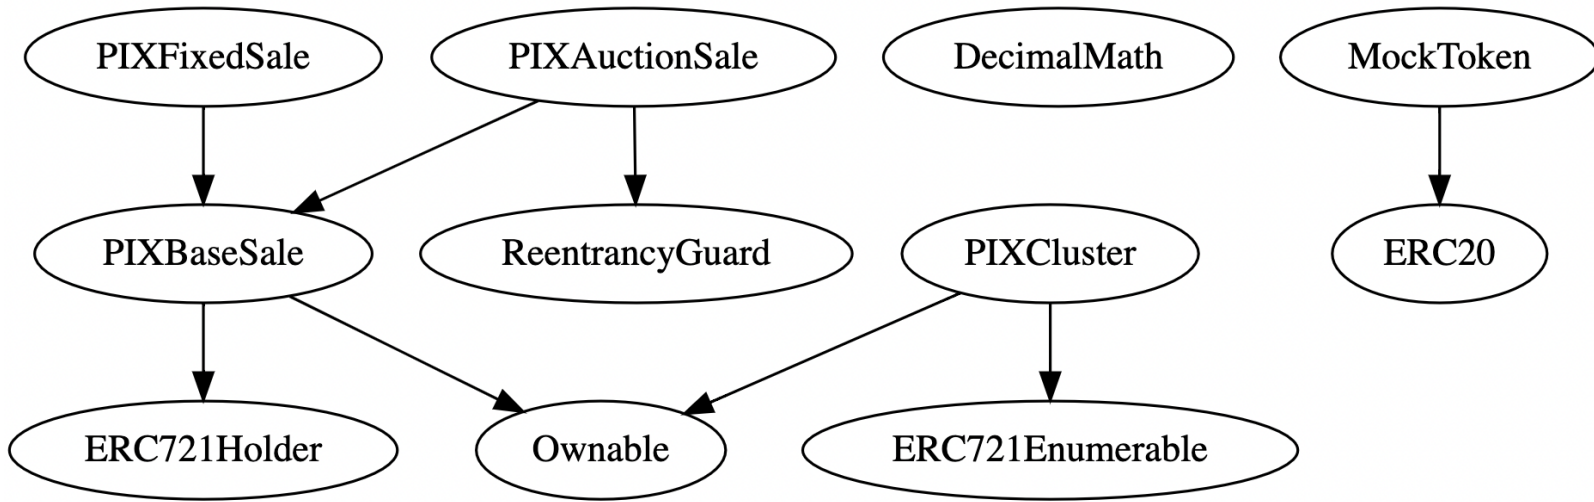 PIXFixedSale
PIXAuctionSale
DecimalMath
MockToken
PIXBaseSale
ReentrancyGuard
PIXCluster
ERC20
ERC721Holder
Ownable
ERC721Enumerable